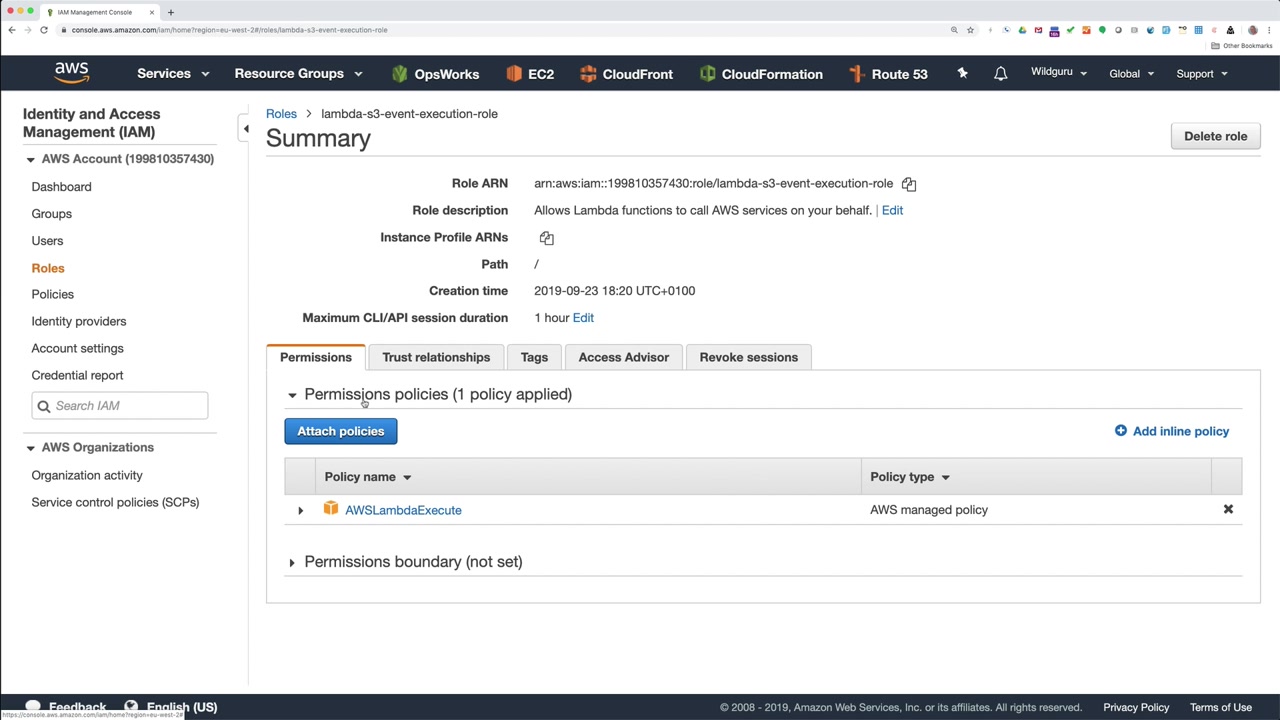 IAM Management Console
console.aws.amazon.com/iam/home?region=eu-west-2#/roles/lambda-s3-event-execution-role
Other Bookmarks
aws
Services
Resource Groups
OpsWorks
EC2
CloudFront
CloudFormation
Route 53
Wildguru
Global
Support
Identity and Access
Management (IAM)
AWS Account (199810357430)
Dashboard
Groups
Users
Roles
Policies
Identity providers
Account settings
Credential report
Search IAM
AWS Organizations
Organization activity
Service control policies (SCPs)
Roles > lambda-s3-event-execution-role
Summary
Delete role
Role ARN arn:aws:iam::199810357430:role/lambda-s3-event-execution-role
Role description Allows Lambda functions to call AWS services on your behalf. | Edit
Instance Profile ARNs
Path /
Creation time 2019-09-23 18:20 UTC+0100
Maximum CLI/API session duration 1 hour Edit
Permissions
Trust relationships
Tags
Access Advisor
Revoke sessions
Permissions policies (1 policy applied)
Attach policies
Add inline policy
Policy name
Policy type
AWSLambdaExecute
AWS managed policy
Permissions boundary (not set)
Feedback
English (US)
© 2008 - 2019, Amazon Web Services, Inc. or its affiliates. All rights reserved.
Privacy Policy
Terms of Use
https://console.aws.amazon.com/iam/home?region=eu-west-2#